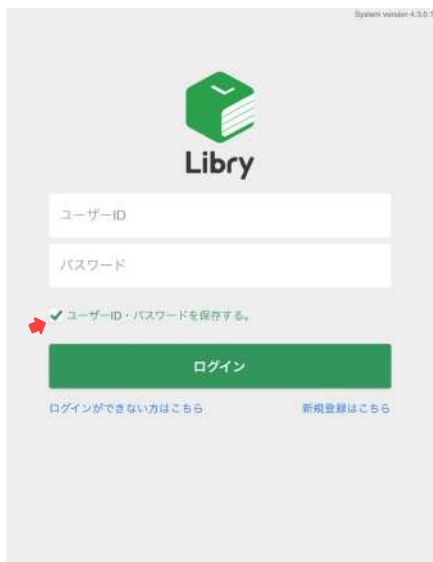 System version 4.3.0.1
Libry
ユーザーID
パスワード
ユーザーID・パスワードを保存する。
ログイン
ログインができない方はこちら
新規登録はこちら